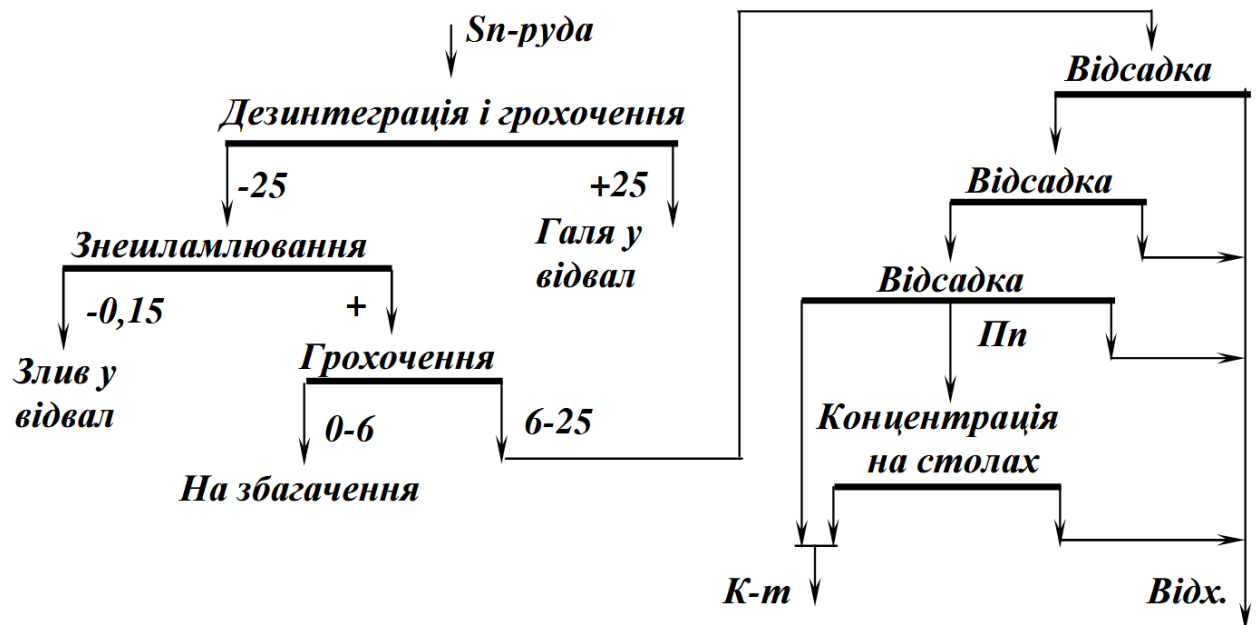 Sn-руда
Дезинтеграція і грохочення
-25
+25
Галя у
відвал
Знешламлювання
-0,15
+
Злив у
відвал
Грохочення
0-6
6-25
На збагачення
Відсадка
Відсадка
Відсадка
Пп
Концентрація
на столах
К-т
Відх.